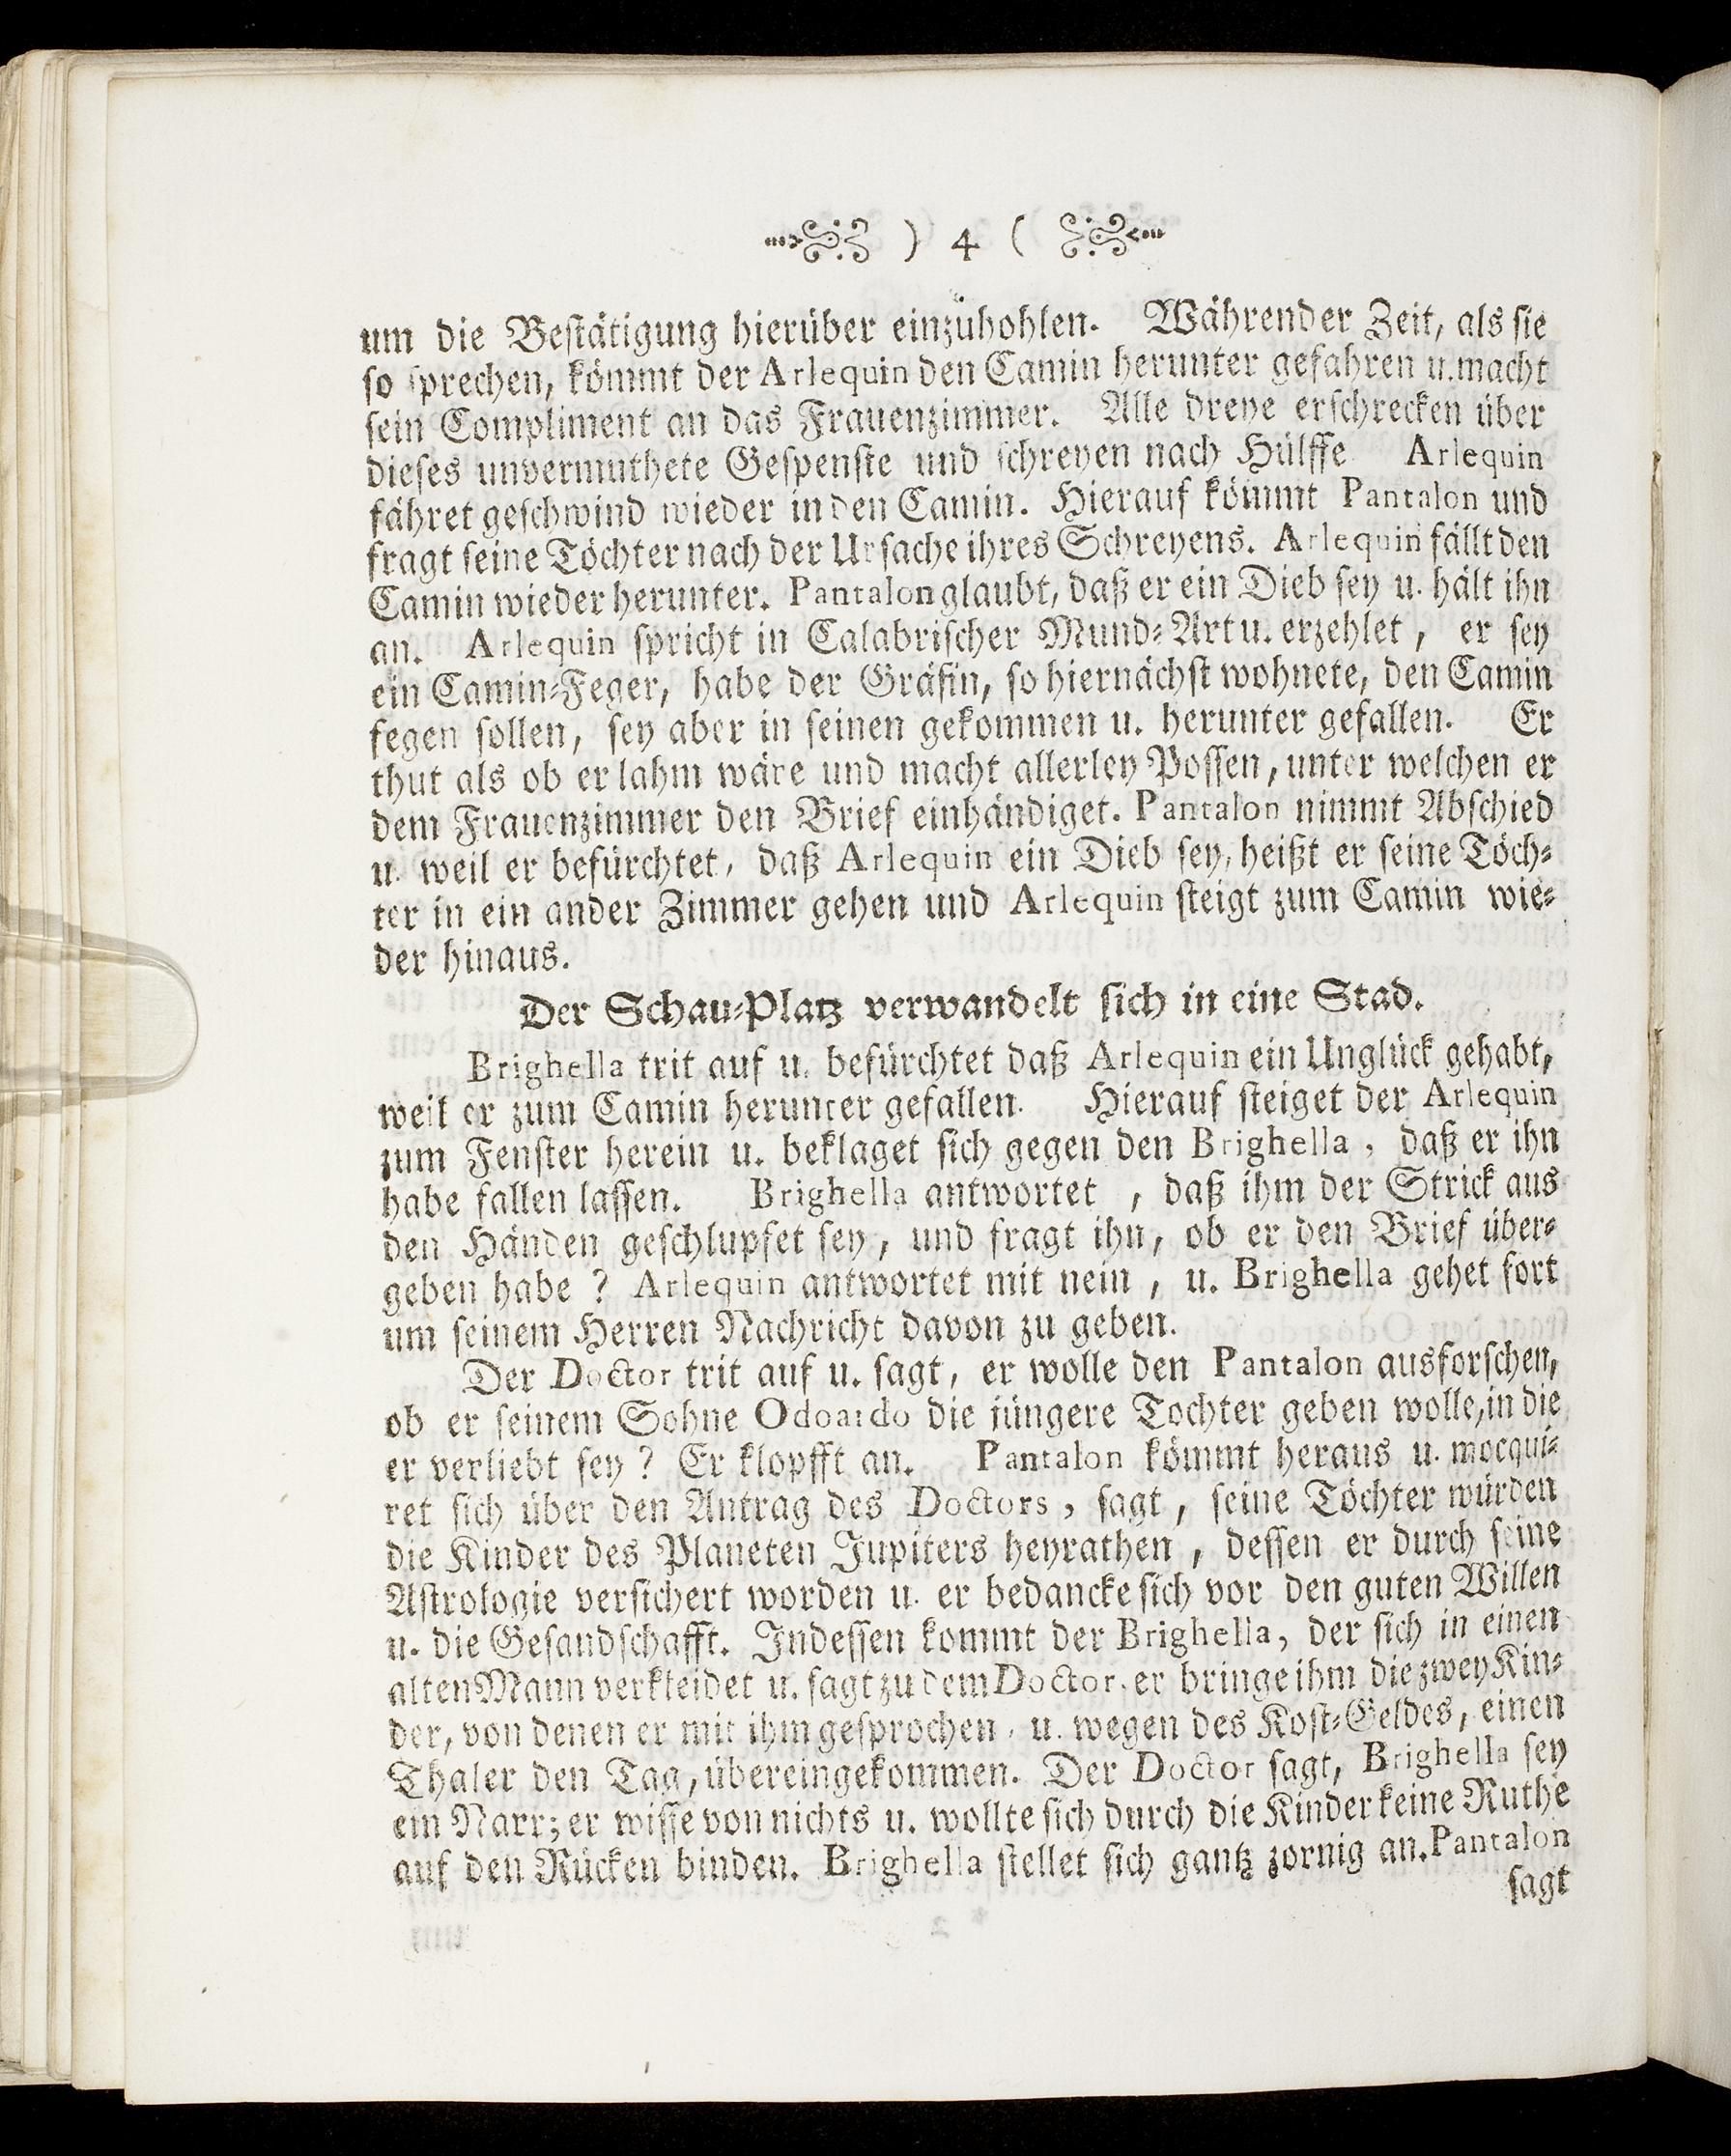 ) 4 (
um die Bestätigung hierüber einzuhohlen. Währender Zeit, als sie
so sprechen, kömmt der Arlequin den Camin herunter gefahren u. macht
sein Compliment an das Frauenzimmer. Alle dreye erschrecken über
dieses unvermuthete Gespenste und schreyen nach Hülffe Arlequin
fähret geschwind wieder in den Camin. Hierauf kömmt Pantalon und
fragt seine Töchter nach der Ursache ihres Schreyens. Arlequin fällt den
Camin wieder herunter. Pantalon glaubt, daß er ein Dieb sey u. hält ihn
an. Arlequin spricht in Calabrischer Mund-Art u. erzehlet, er sey
ein Camin-Feger, habe der Gräfin, so hiernächst wohnete, den Camin
fegen sollen, sey aber in seinen gekommen u. herunter gefallen. Er
thut als ob er lahm wäre und macht allerley Possen, unter welchen er
dem Frauenzimmer den Brief einhändiget. Pantalon nimmt Abschied
u. weil er befürchtet, daß Arlequin ein Dieb sey, heißt er seine Töch-
ter in ein ander Zimmer gehen und Arlequin steigt zum Camin wie-
der hinaus.
Der Schau-Platz verwandelt sich in eine Stad.
Brighella trit auf u. befürchtet daß Arlequin ein Unglück gehabt,
weil er zum Camin herunter gefallen. Hierauf steiget der Arlequin
zum Fenster herein u. beklaget sich gegen den Brighella, daß er ihn
habe fallen lassen. Brighella antwortet, daß ihm der Strick aus
den Händen geschlupfet sey, und fragt ihn, ob er den Brief über-
geben habe? Arlequin antwortet mit nein, u. Brighella gehet fort
um seinem Herren Nachricht davon zu geben.
Der Doctor trit auf u. sagt, er wolle den Pantalon ausforschen,
ob er seinem Sohne Odoardo die jüngere Tochter geben wolle, in die
er verliebt sey? Er klopfft an. Pantalon kömmt heraus u. mocqui-
ret sich über den Antrag des Doctors, sagt, seine Töchter würden
die Kinder des Planeten Jupiters heyrathen, dessen er durch seine
Astrologie versichert worden u. er bedancke sich vor den guten Willen
u. die Gesandschafft. Indessen kommt der Brighella, der sich in einen
alten Mann verkleidet u. sagt zu dem Doctor, er bringe ihm die zwey Kin-
der, von denen er mit ihm gesprochen, u. wegen des Kost-Geldes, einen
Thaler den Tag, übereingekommen. Der Doctor sagt, Brighella sey
ein Narr; er wisse von nichts u. wollte sich durch die Kinder keine Ruthe
auf den Rücken binden. Brighella stellet sich gantz zornig an. Pantalon
sagt